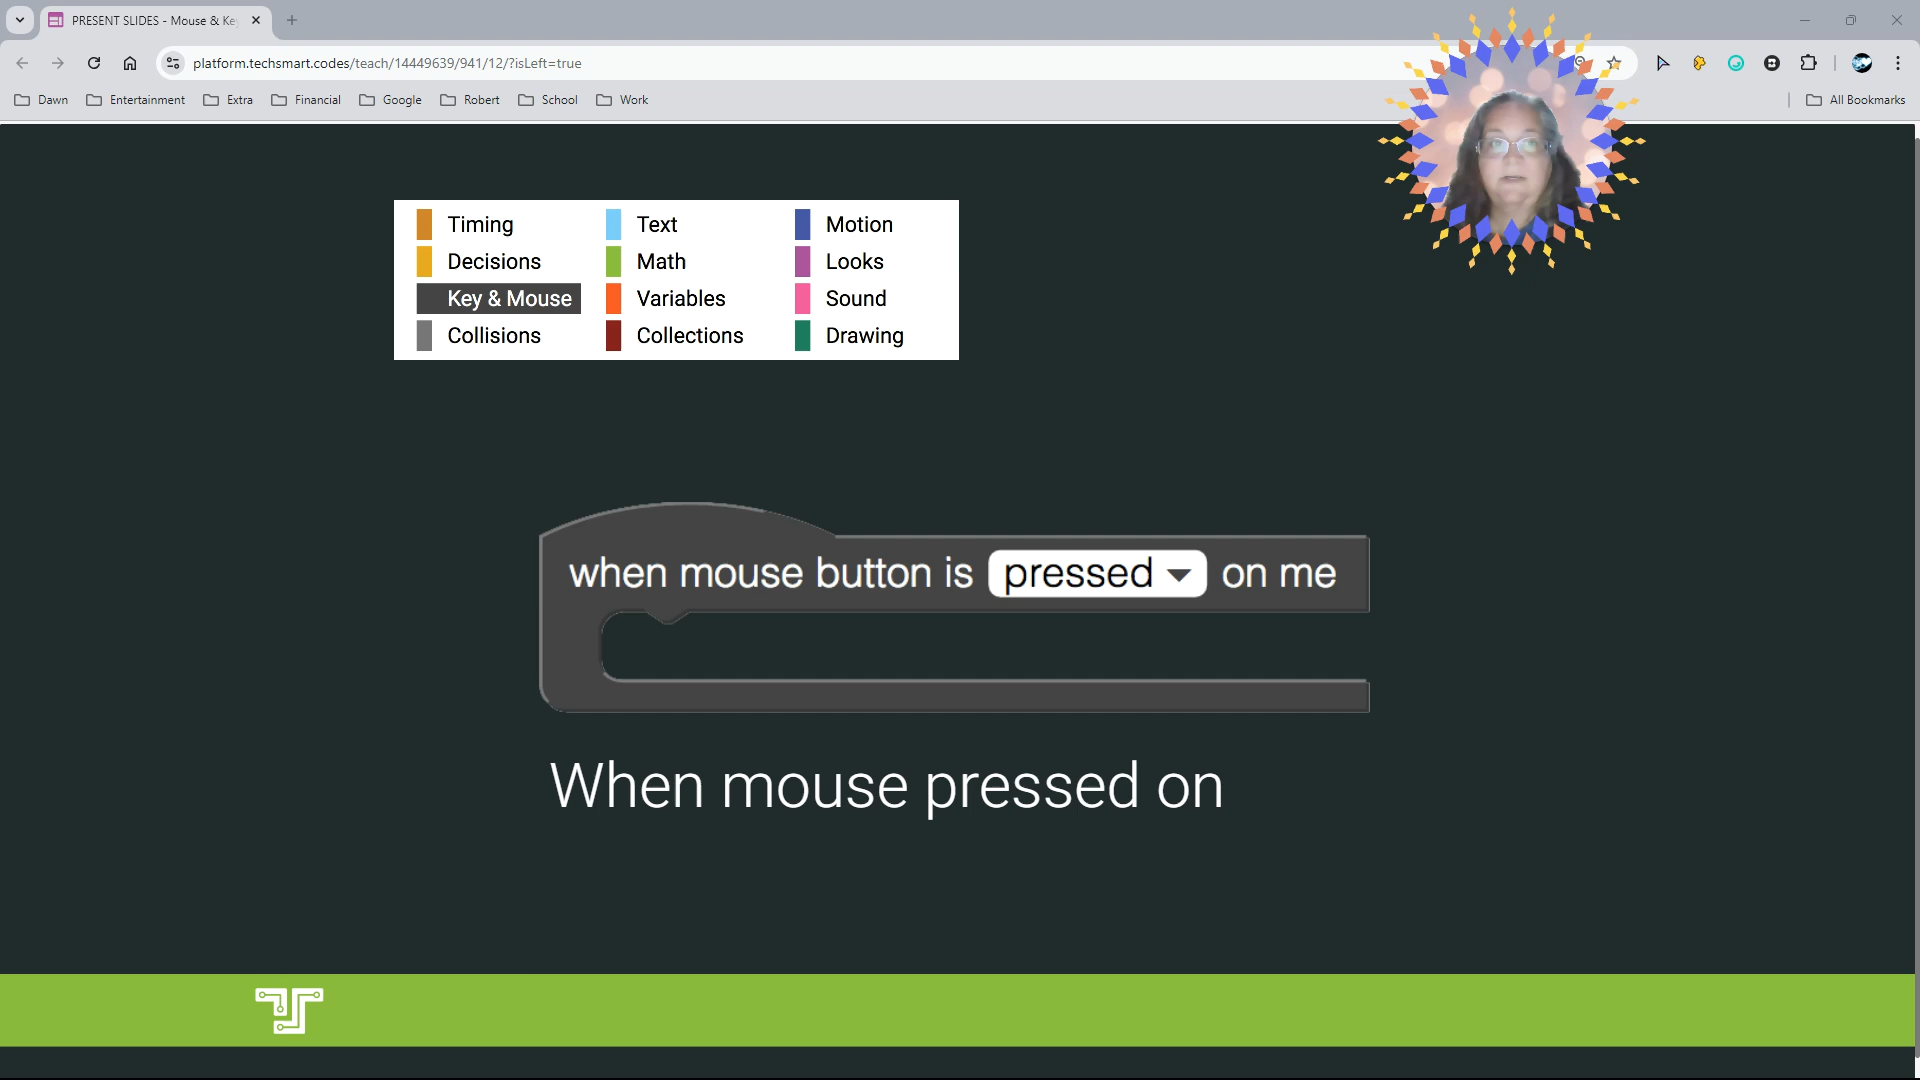 PRESENT SLIDES - Mouse & Ke
platform.techsmart.codes/teach/14449639/941/12/?isLeft=true
Dawn
Entertainment
Extra
Financial
Google
Robert
School
Work
All Bookmarks
Timing
Text
Motion
Decisions
Math
Looks
Key & Mouse
Variables
Sound
Collisions
Collections
Drawing
when mouse button is pressed on me
When mouse pressed on